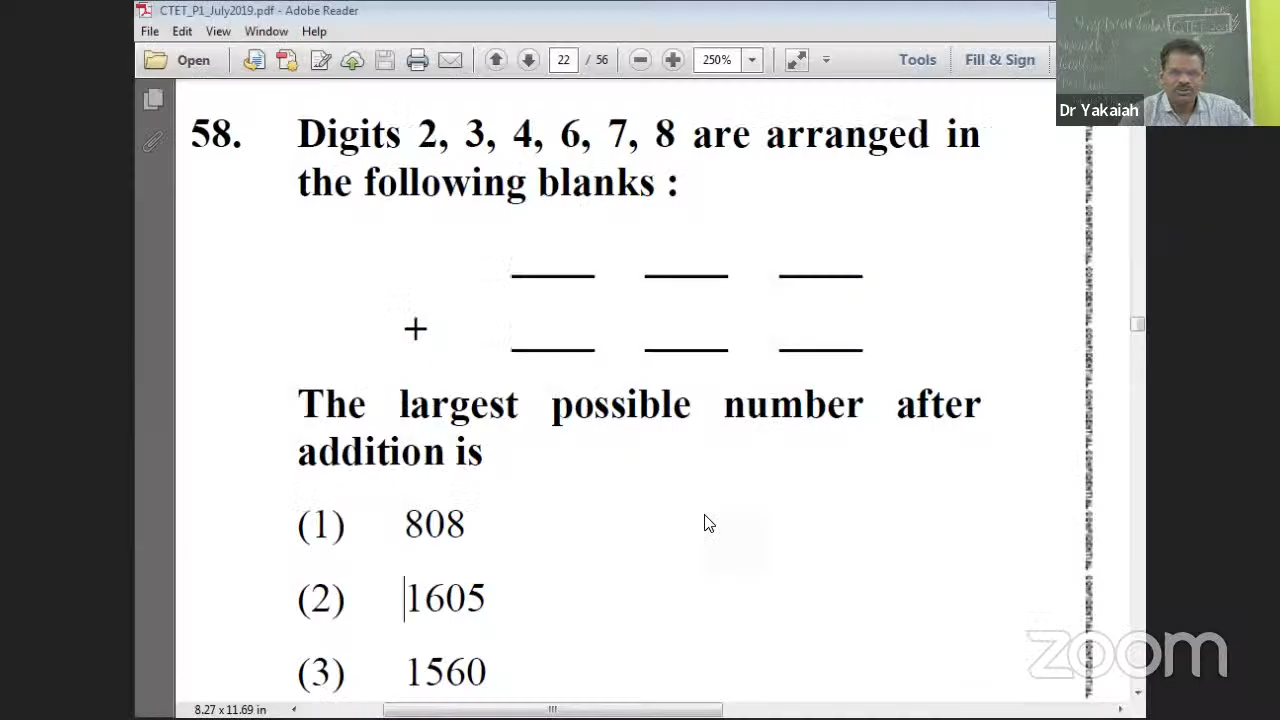 CTET_P1_July2019.pdf - Adobe Reader
File Edit View Window Help
Open 22 / 56 250% Tools Fill & Sign
Dr Yakaiah
58. Digits 2, 3, 4, 6, 7, 8 are arranged in
the following blanks :
+
The largest possible number after
addition is
(1) 808
(2) 1605
(3) 1560
zoom
8.27 x 11.69 in